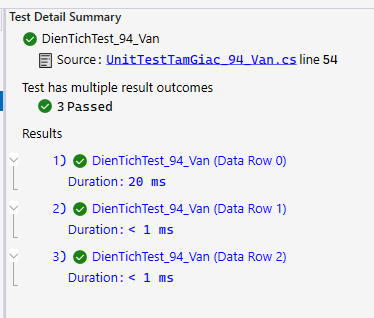 Test Detail Summary
DienTichTest_94_Van
Source: UnitTestTamGiac_94_Van.cs line 54
Test has multiple result outcomes
3 Passed
Results
1) DienTichTest_94_Van (Data Row 0)
Duration: 20 ms
2) DienTichTest_94_Van (Data Row 1)
Duration: < 1 ms
3) DienTichTest_94_Van (Data Row 2)
Duration: < 1 ms